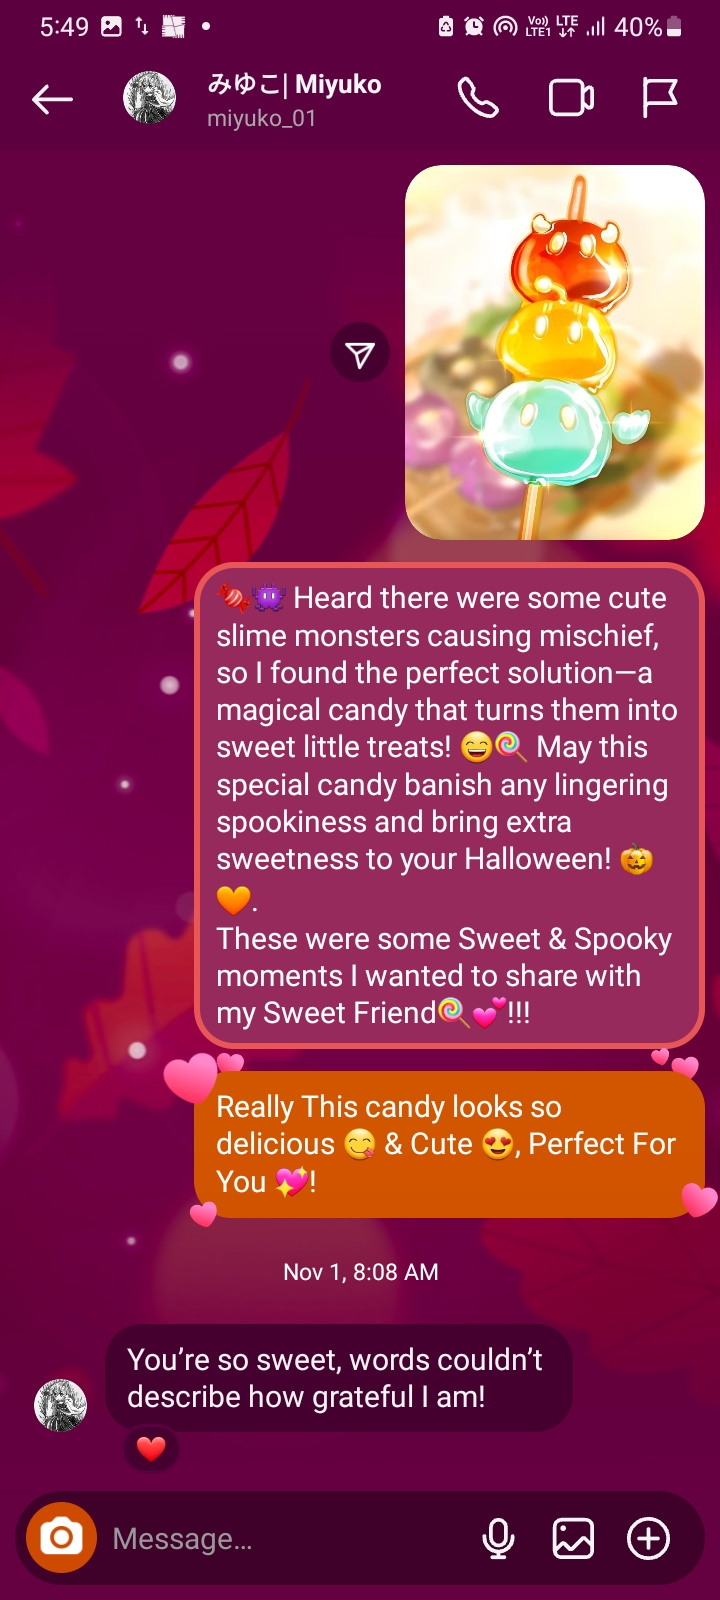 5:49
Vo)) LTE1 LTE 40%
みゆこ| Miyuko
miyuko_01
🍬👾 Heard there were some cute
slime monsters causing mischief,
so I found the perfect solution—a
magical candy that turns them into
sweet little treats! 😄🍭 May this
special candy banish any lingering
spookiness and bring extra
sweetness to your Halloween! 🎃
🧡.
These were some Sweet & Spooky
moments I wanted to share with
my Sweet Friend🍭💕!!!
Really This candy looks so
delicious 😋 & Cute 😍, Perfect For
You 💖!
Nov 1, 8:08 AM
You’re so sweet, words couldn’t
describe how grateful I am!
❤️
Message…